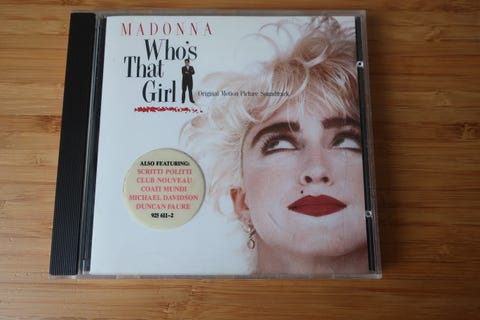 MADONNA
Who's
That
Girl
Original Motion Picture Soundtrack
ALSO FEATURING:
SCRITTI POLITTI
CLUB NOUVEAU
COATI MUNDI
MICHAEL DAVIDSON
DUNCAN FAURE
925 611-2